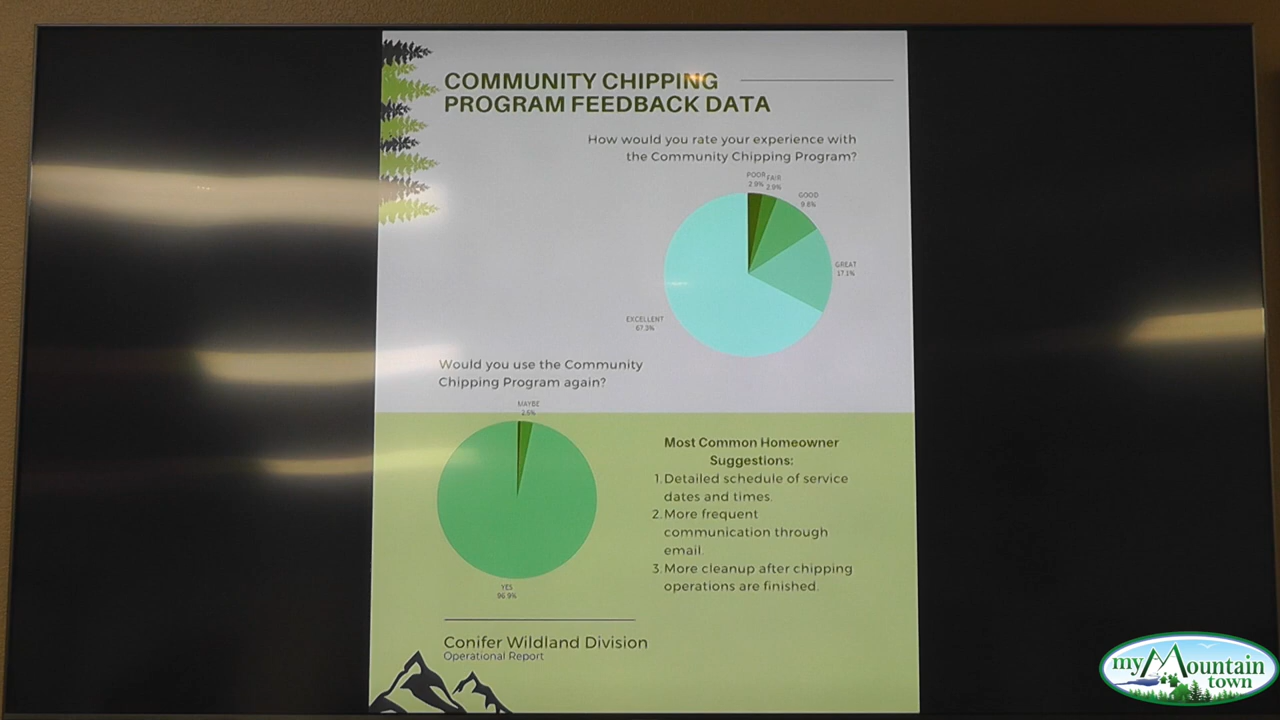 COMMUNITY CHIPPING
PROGRAM FEEDBACK DATA
How would you rate your experience with
the Community Chipping Program?
POOR
2.9%
FAIR
2.9%
GOOD
9.8%
GREAT
17.1%
EXCELLENT
67.3%
Would you use the Community
Chipping Program again?
MAYBE
2.6%
YES
96.9%
Most Common Homeowner
Suggestions:
1. Detailed schedule of service
dates and times.
2. More frequent
communication through
email.
3. More cleanup after chipping
operations are finished.
Conifer Wildland Division
Operational Report
myMountain
town